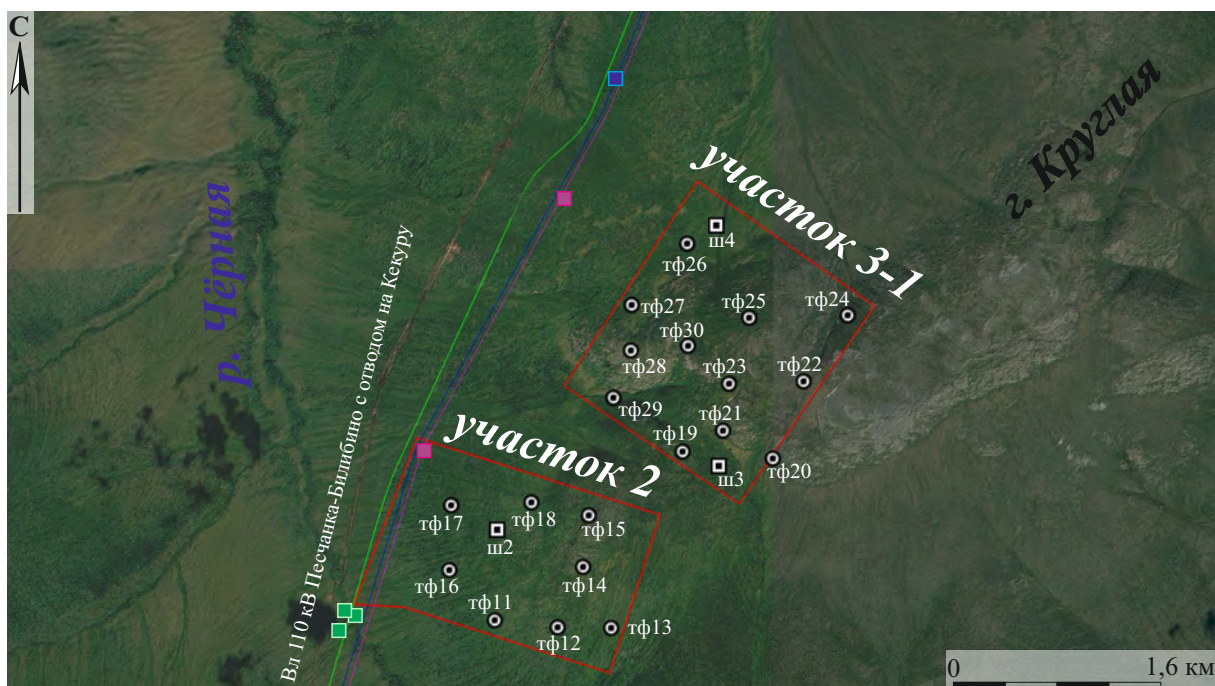 С
г. Круглая
участок 3-1
р. Чёрная
ш4
тф26
Вл 110 кВ Песчанка-Билибино с отводом на Кекуру
тф27
тф25
тф24
тф30
тф28
тф23
тф22
тф29
тф21
участок 2
тф19
тф20
ш3
тф17
тф18
тф15
ш2
тф16
тф14
тф11
тф12
тф13
0
1,6 км